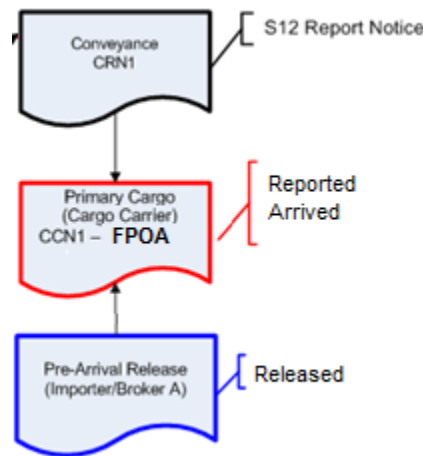 Conveyance
CRN1
S12 Report Notice
Primary Cargo
(Cargo Carrier)
CCN1 – FPOA
Reported
Arrived
Pre-Arrival Release
(Importer/Broker A)
Released